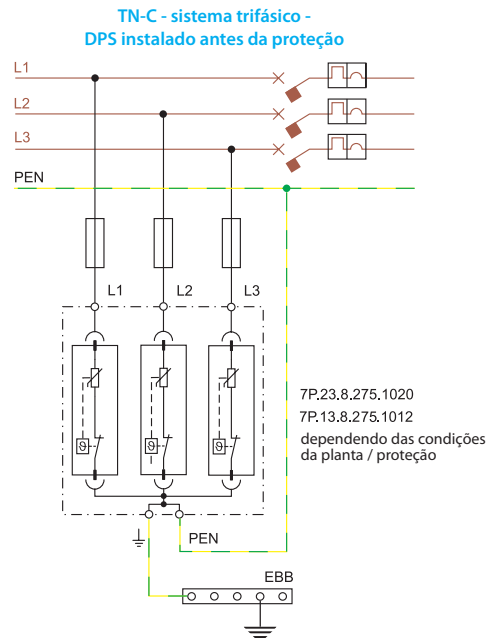 TN-C - sistema trifásico -
DPS instalado antes da proteção
L1
L2
L3
PEN
L1 L2 L3
7P.23.8.275.1020
7P.13.8.275.1012
dependendo das condições
da planta / proteção
ϑ ϑ ϑ
PEN
EBB